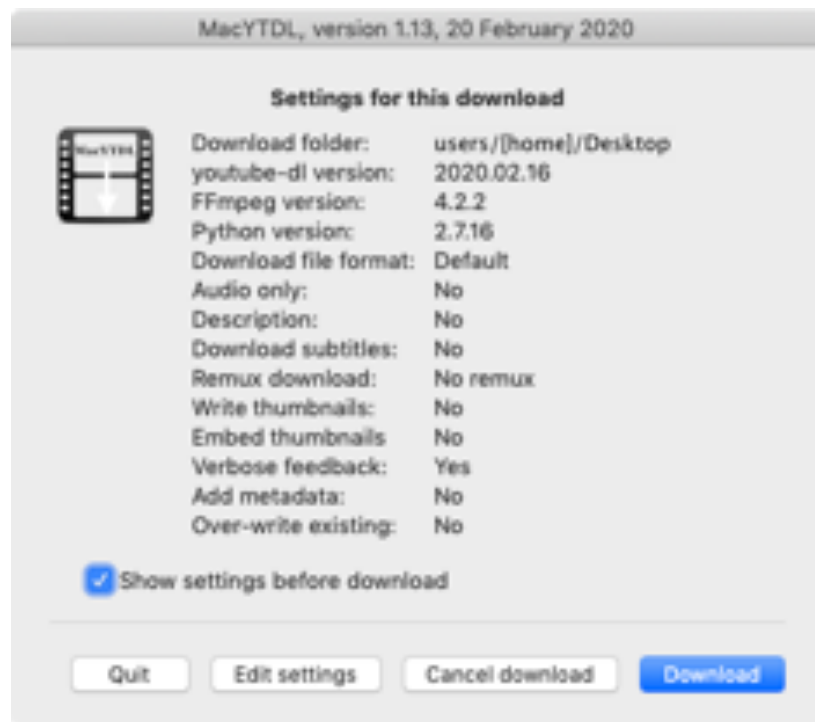 MacYTDL, version 1.13, 20 February 2020
Settings for this download
MacYTDL
Download folder: users/[home]/Desktop
youtube-dl version: 2020.02.16
FFmpeg version: 4.2.2
Python version: 2.7.16
Download file format: Default
Audio only: No
Description: No
Download subtitles: No
Remux download: No remux
Write thumbnails: No
Embed thumbnails No
Verbose feedback: Yes
Add metadata: No
Over-write existing: No
Show settings before download
Quit Edit settings Cancel download Download